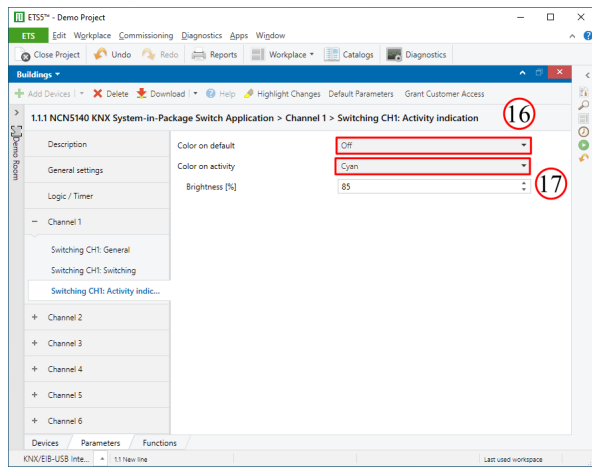 ETS5™ - Demo Project
ETS Edit Workplace Commissioning Diagnostics Apps Window
Close Project Undo Redo Reports Workplace Catalogs Diagnostics
Buildings
Add Devices Delete Download Help Highlight Changes Default Parameters Grant Customer Access
1.1.1 NCN5140 KNX System-in-Package Switch Application > Channel 1 > Switching CH1: Activity indication
16
Demo Room
Description
Color on default
Off
General settings
Color on activity
Cyan
Brightness [%]
85
17
Logic / Timer
Channel 1
Switching CH1: General
Switching CH1: Switching
Switching CH1: Activity indic...
Channel 2
Channel 3
Channel 4
Channel 5
Channel 6
Devices Parameters Functions
KNX/EIB-USB Inte... 1.1 New line Last used workspace